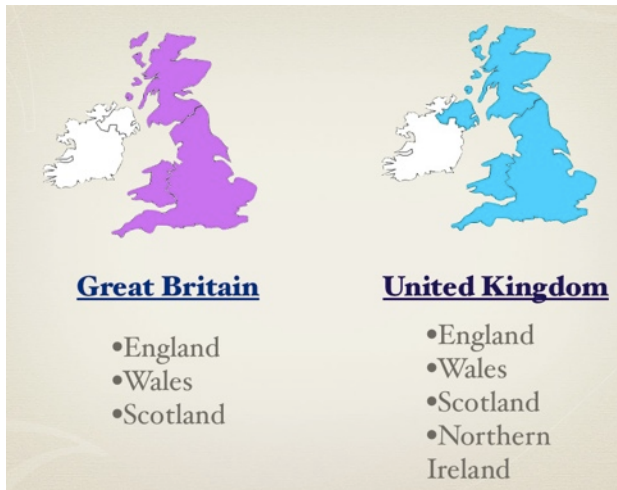 Great Britain
•England
•Wales
•Scotland
United Kingdom
•England
•Wales
•Scotland
•Northern
Ireland